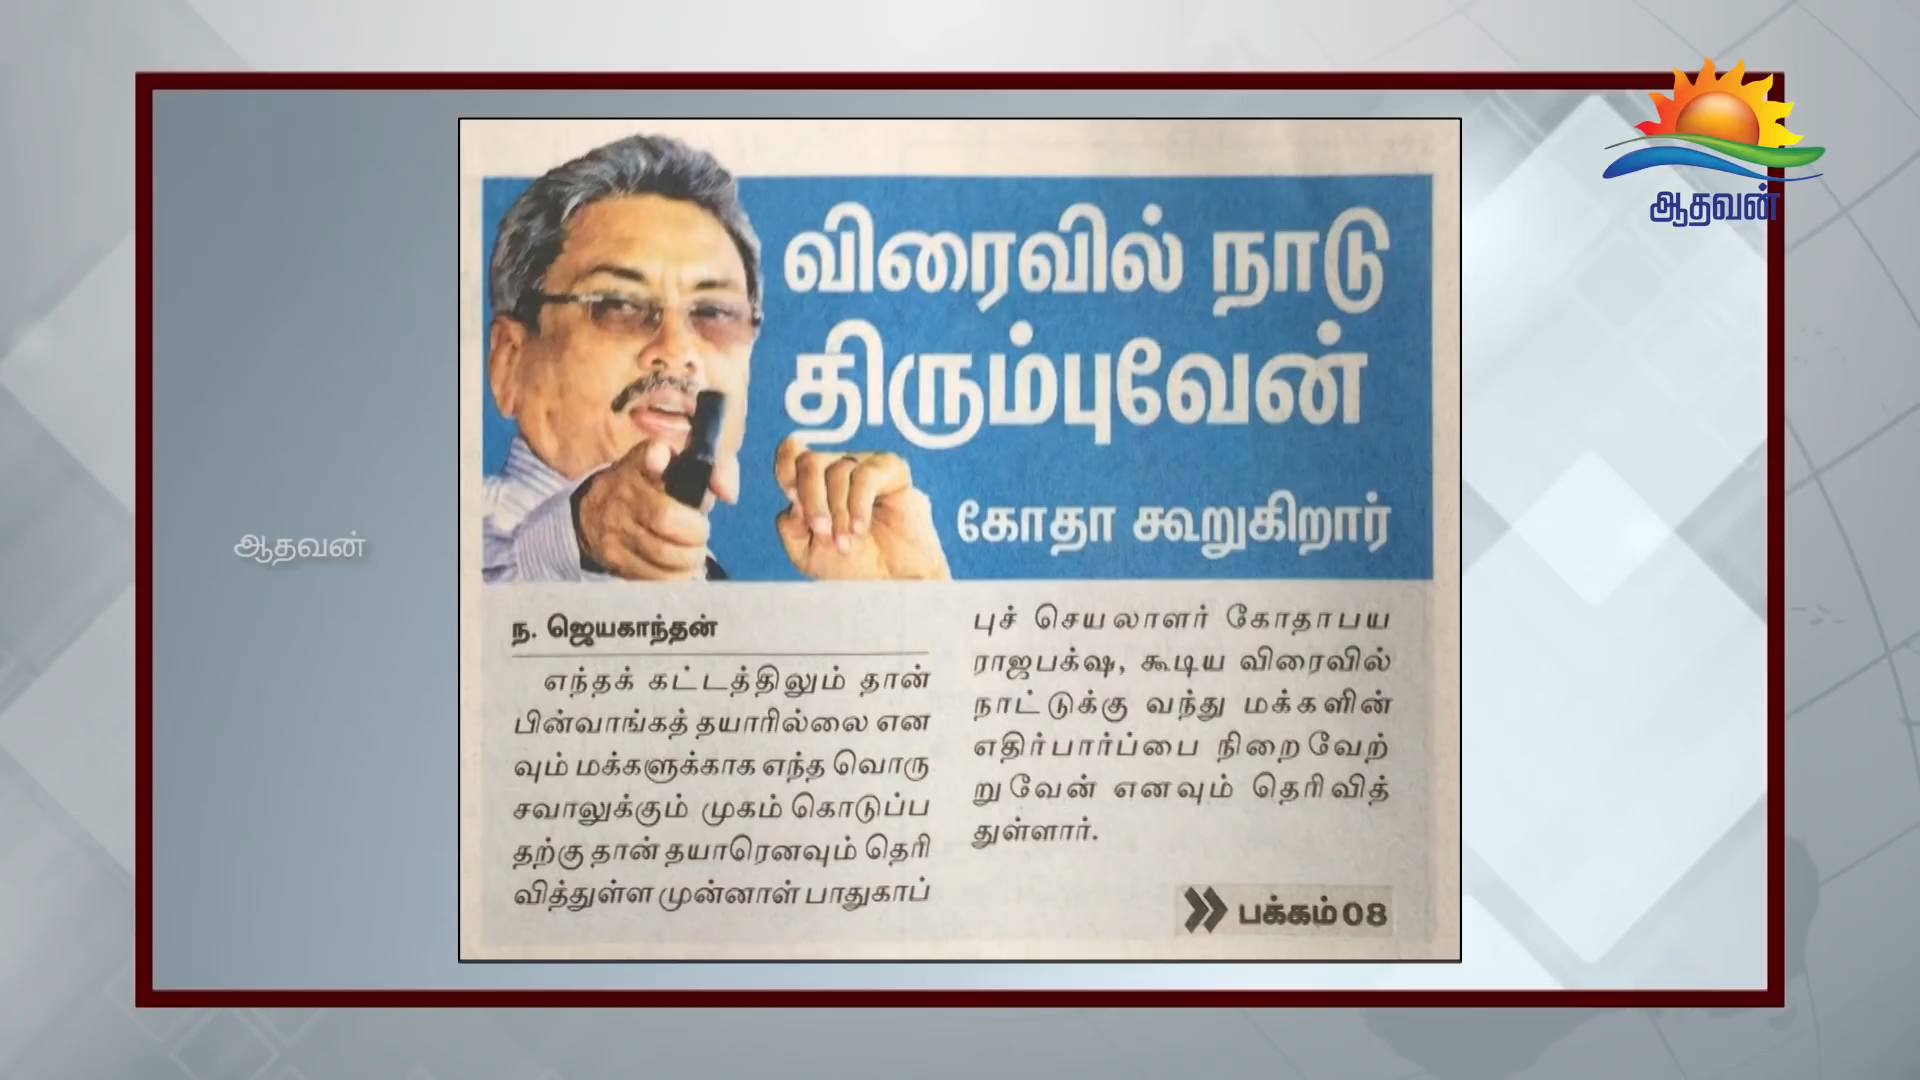 ஆதவன்
விரைவில் நாடு
திரும்புவேன்
கோதா கூறுகிறார்
ஆதவன்
ந. ஜெயகாந்தன்
எந்தக் கட்டத்திலும் தான்
பின்வாங்கத் தயாரில்லை என
வும் மக்களுக்காக எந்த வொரு
சவாலுக்கும் முகம் கொடுப்ப
தற்கு தான் தயாரெனவும் தெரி
வித்துள்ள முன்னாள் பாதுகாப்
புச் செயலாளர் கோதாபய
ராஜபக்ஷ, கூடிய விரைவில்
நாட்டுக்கு வந்து மக்களின்
எதிர்பார்ப்பை நிறைவேற்
றுவேன் எனவும் தெரிவித்
துள்ளார்.
பக்கம் 08